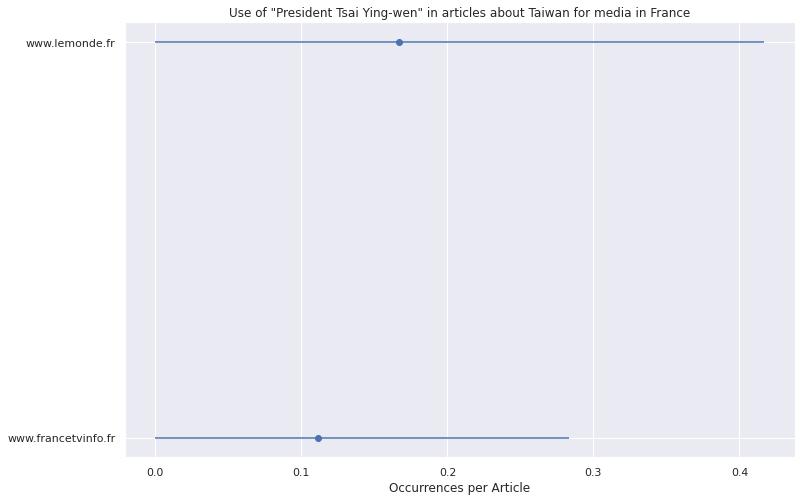 Use of "President Tsai Ying-wen" in articles about Taiwan for media in France
www.lemonde.fr
www.francetvinfo.fr
0.0 0.1 0.2 0.3 0.4
Occurrences per Article